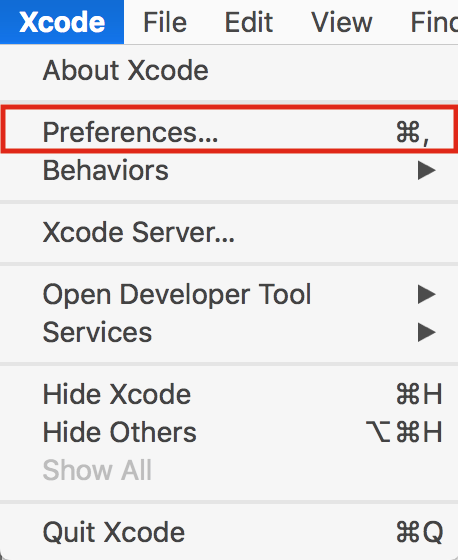 Xcode File Edit View Find
About Xcode
Preferences... ⌘,
Behaviors ▶
Xcode Server...
Open Developer Tool ▶
Services ▶
Hide Xcode ⌘H
Hide Others ⌥⌘H
Show All
Quit Xcode ⌘Q